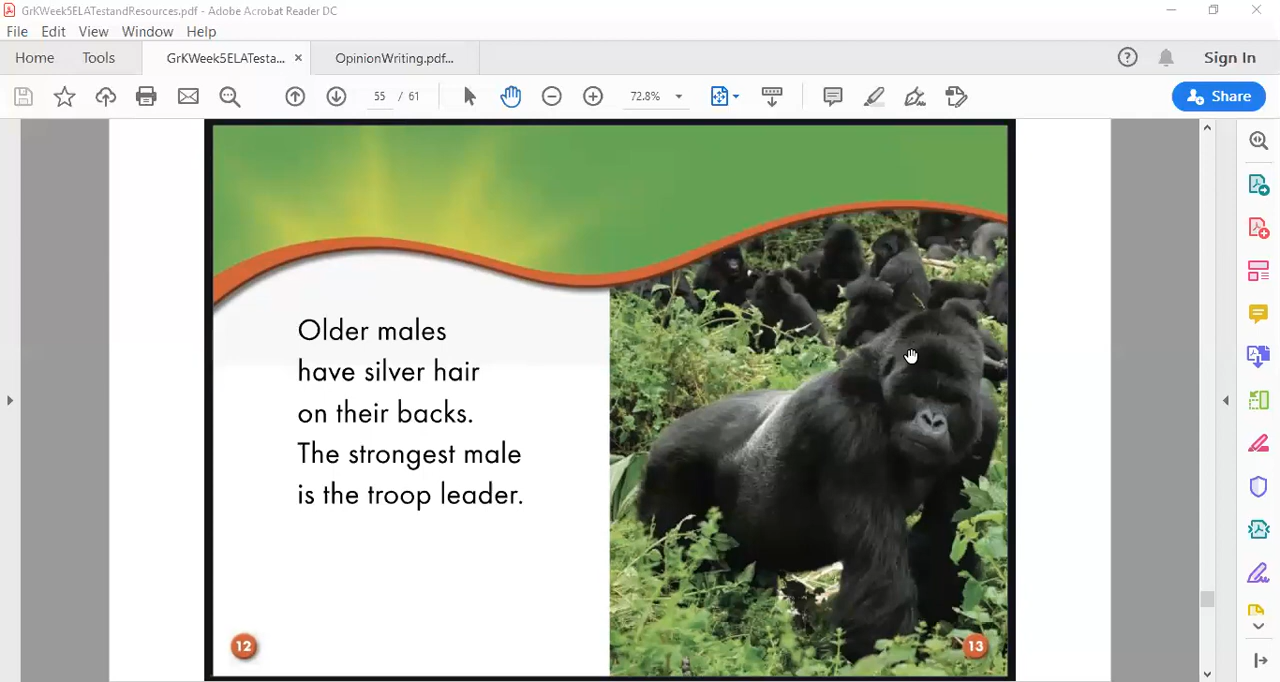 GrKWeek5ELATestandResources.pdf - Adobe Acrobat Reader DC
File Edit View Window Help
Home Tools GrKWeek5ELATesta... × OpinionWriting.pdf... Sign In
55 / 61 72.8% Share
Older males
have silver hair
on their backs.
The strongest male
is the troop leader.
12 13